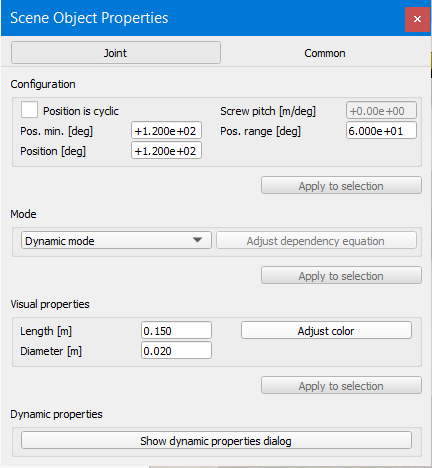 Scene Object Properties ×
Joint Common
Configuration
Position is cyclic Screw pitch [m/deg] +0.00e+00
Pos. min. [deg] +1.200e+02 Pos. range [deg] 6.000e+01
Position [deg] +1.200e+02
Apply to selection
Mode
Dynamic mode Adjust dependency equation
Apply to selection
Visual properties
Length [m] 0.150 Adjust color
Diameter [m] 0.020
Apply to selection
Dynamic properties
Show dynamic properties dialog